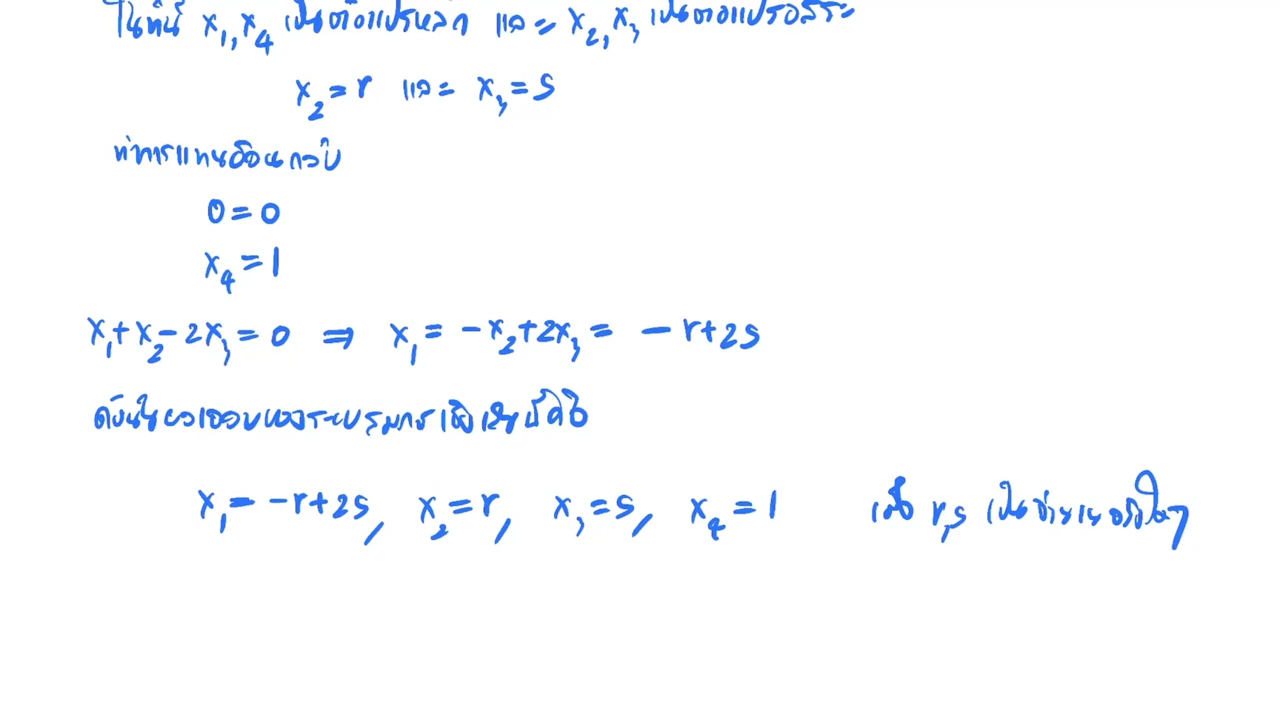 ในที่นี้ x₁, x₄ เป็นตัวแปรหลัก และ x₂, x₃ เป็นตัวแปรอิสระ
x₂ = r และ x₃ = s
ทำการแทนย้อนกลับ
0 = 0
x₄ = 1
x₁ + x₂ - 2x₃ = 0 ⇒ x₁ = -x₂ + 2x₃ = -r + 2s
ดังนั้นผลเฉลยของระบบสมการเชิงเส้นนี้คือ
x₁ = -r + 2s, x₂ = r, x₃ = s, x₄ = 1 เมื่อ r, s เป็นจำนวนจริงใดๆ